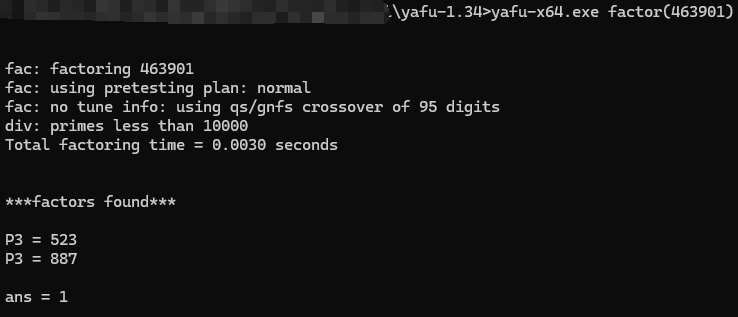 \yafu-1.34>yafu-x64.exe factor(463901)
fac: factoring 463901
fac: using pretesting plan: normal
fac: no tune info: using qs/gnfs crossover of 95 digits
div: primes less than 10000
Total factoring time = 0.0030 seconds
***factors found***
P3 = 523
P3 = 887
ans = 1